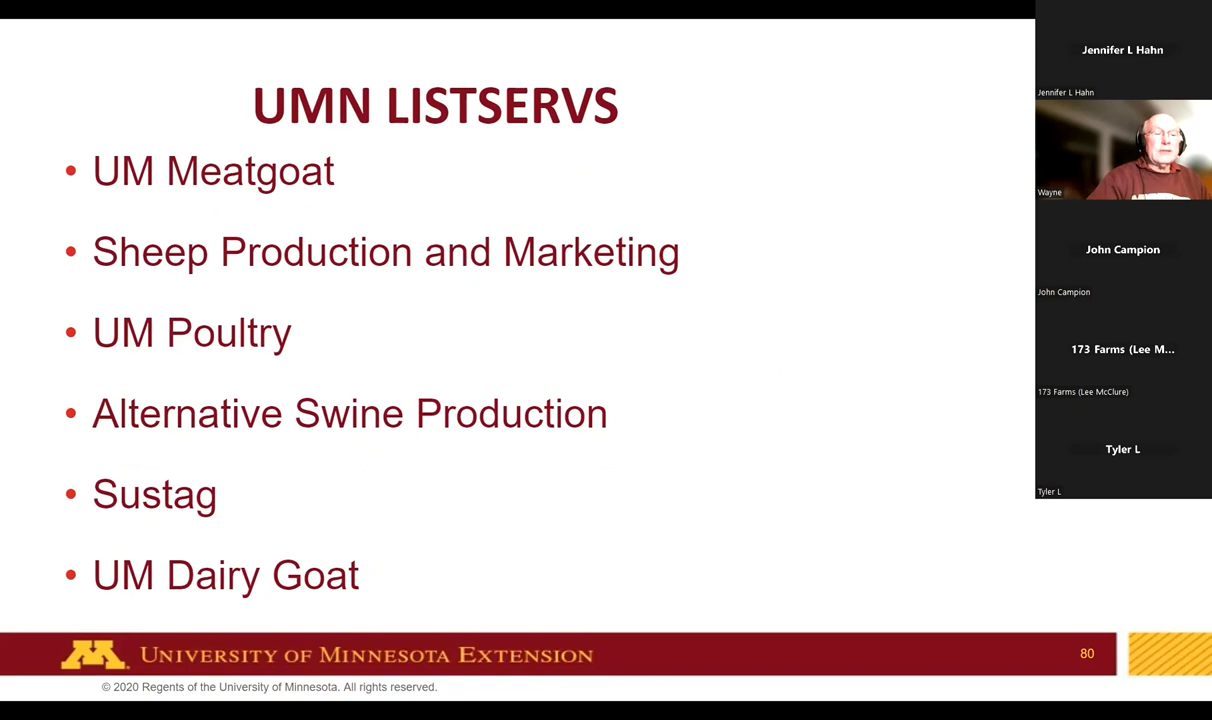 UMN LISTSERVS
• UM Meatgoat
• Sheep Production and Marketing
• UM Poultry
• Alternative Swine Production
• Sustag
• UM Dairy Goat
M
UNIVERSITY OF MINNESOTA EXTENSION
80
© 2020 Regents of the University of Minnesota. All rights reserved.
Jennifer L Hahn
Jennifer L Hahn
Wayne
John Campion
John Campion
173 Farms (Lee M...
173 Farms (Lee McClure)
Tyler L
Tyler L